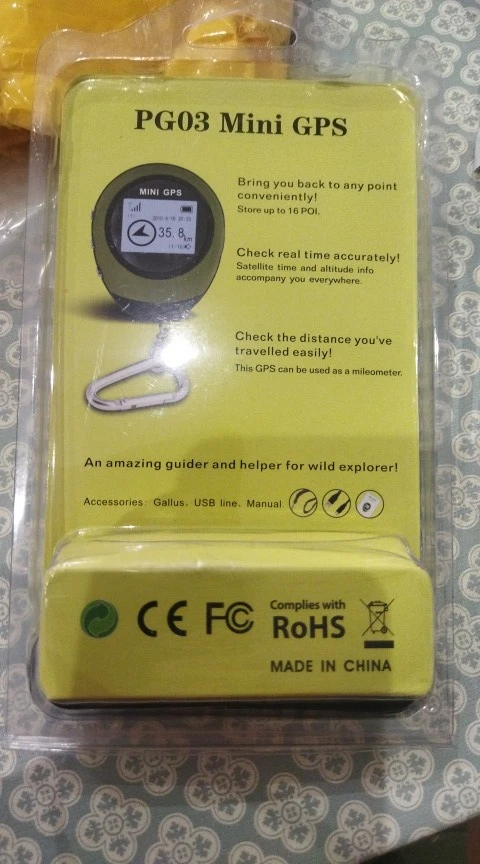 PG03 Mini GPS
MINI GPS
35.8km
Bring you back to any point
conveniently!
Store up to 16 POI.
Check real time accurately!
Satellite time and altitude info
accompany you everywhere.
Check the distance you've
travelled easily!
This GPS can be used as a mileometer.
An amazing guider and helper for wild explorer!
Accessories: Gallus、USB line、Manual
CE FC Complies with
RoHS
MADE IN CHINA